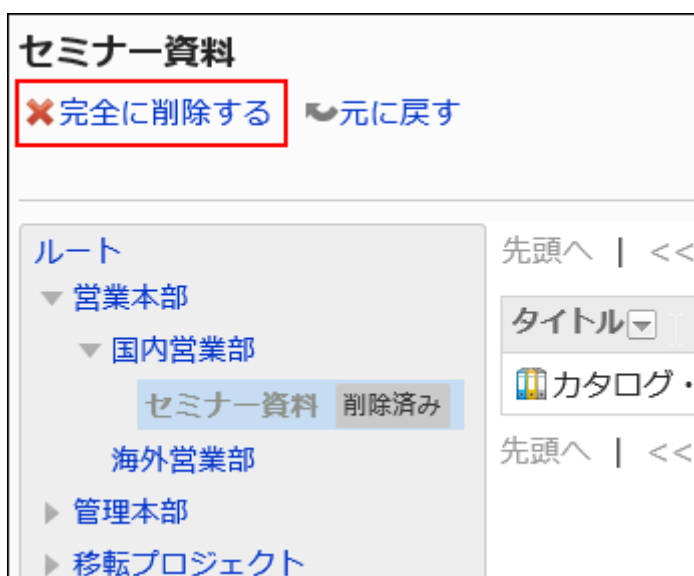 セミナー資料
完全に削除する 元に戻す
ルート
営業本部
国内営業部
セミナー資料 削除済み
海外営業部
管理本部
移転プロジェクト
先頭へ | <<
タイトル
カタログ・
先頭へ | <<